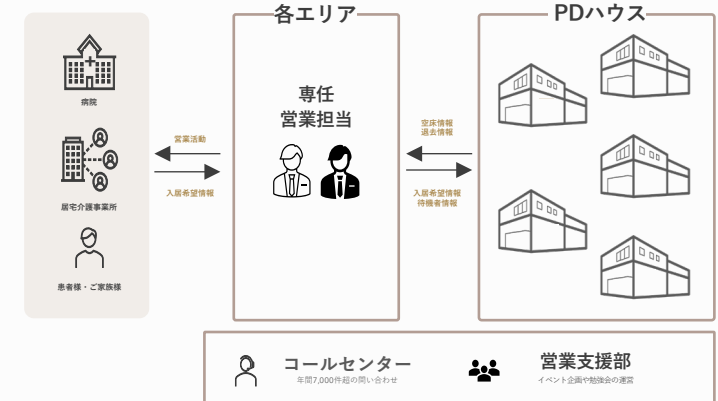 病院
居宅介護事業所
患者様・ご家族様
営業活動
入居希望情報
各エリア
専任
営業担当
空床情報
退去情報
入居希望情報
待機者情報
PDハウス
コールセンター
年間7,000件超の問い合わせ
営業支援部
イベント企画や勉強会の運営